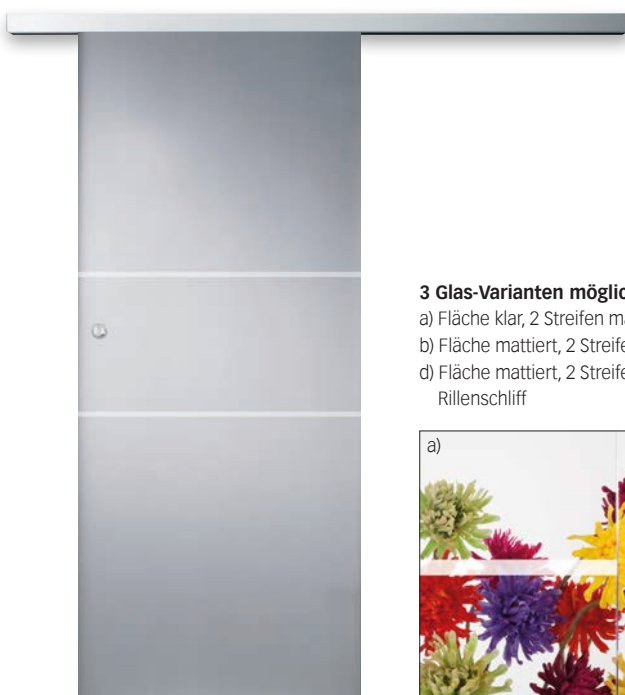 3 Glas-Varianten
a) Fläche klar, 2 Streifen
b) Fläche mattiert, 2
d) Fläche mattiert, 2
Rillenschliff
a)